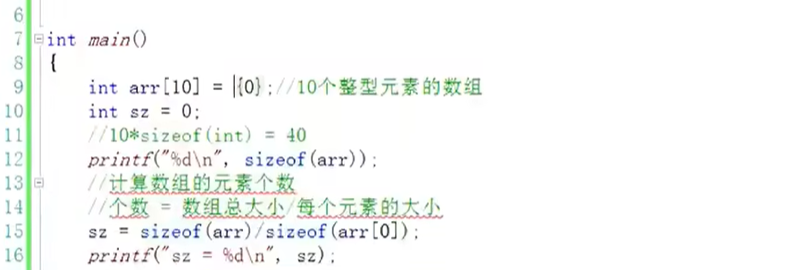 6
7 int main()
8 {
9 int arr[10] = {0};//10个整型元素的数组
10 int sz = 0;
11 //10*sizeof(int) = 40
12 printf("%d\n", sizeof(arr));
13 //计算数组的元素个数
14 //个数 = 数组总大小/每个元素的大小
15 sz = sizeof(arr)/sizeof(arr[0]);
16 printf("sz = %d\n", sz);